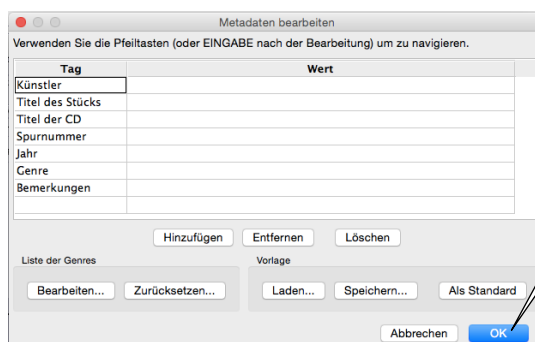 Metadaten bearbeiten
Verwenden Sie die Pfeiltasten (oder EINGABE nach der Bearbeitung) um zu navigieren.
Tag Wert
Künstler
Titel des Stücks
Titel der CD
Spurnummer
Jahr
Genre
Bemerkungen
Hinzufügen Entfernen Löschen
Liste der Genres Vorlage
Bearbeiten... Zurücksetzen... Laden... Speichern... Als Standard
Abbrechen OK